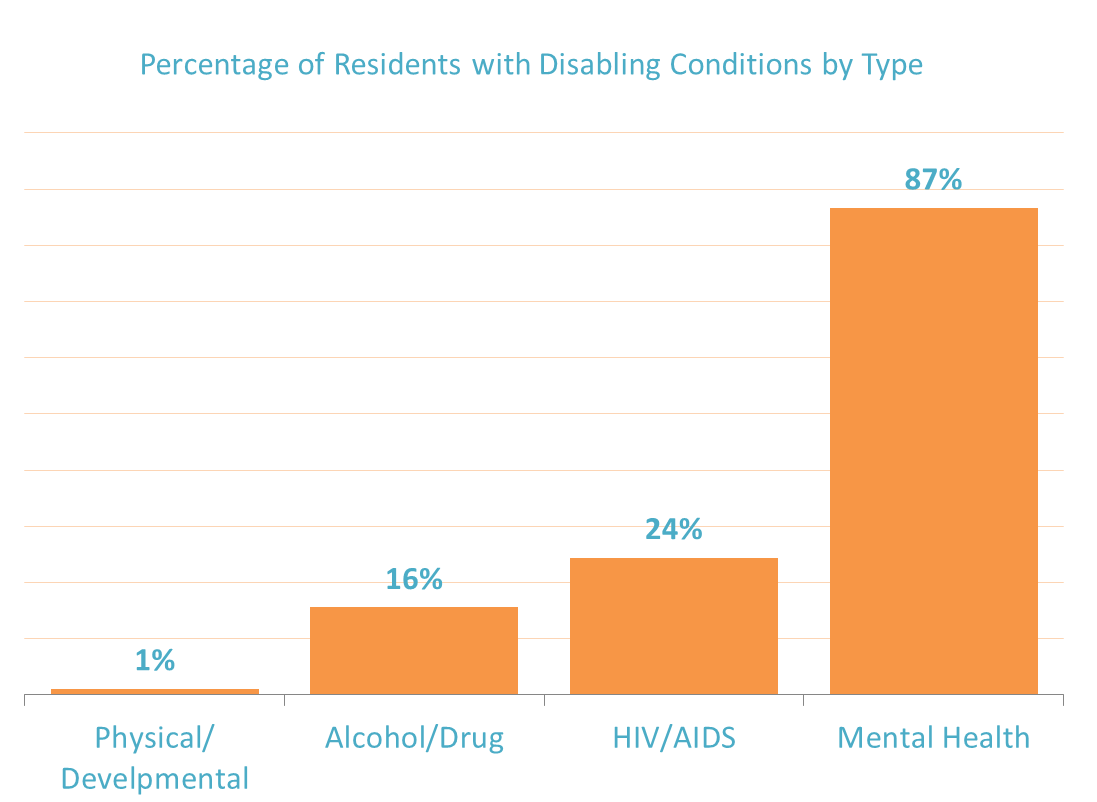 Percentage of Residents with Disabling Conditions by Type
87%
24%
16%
1%
Physical/
Develpmental
Alcohol/Drug
HIV/AIDS
Mental Health